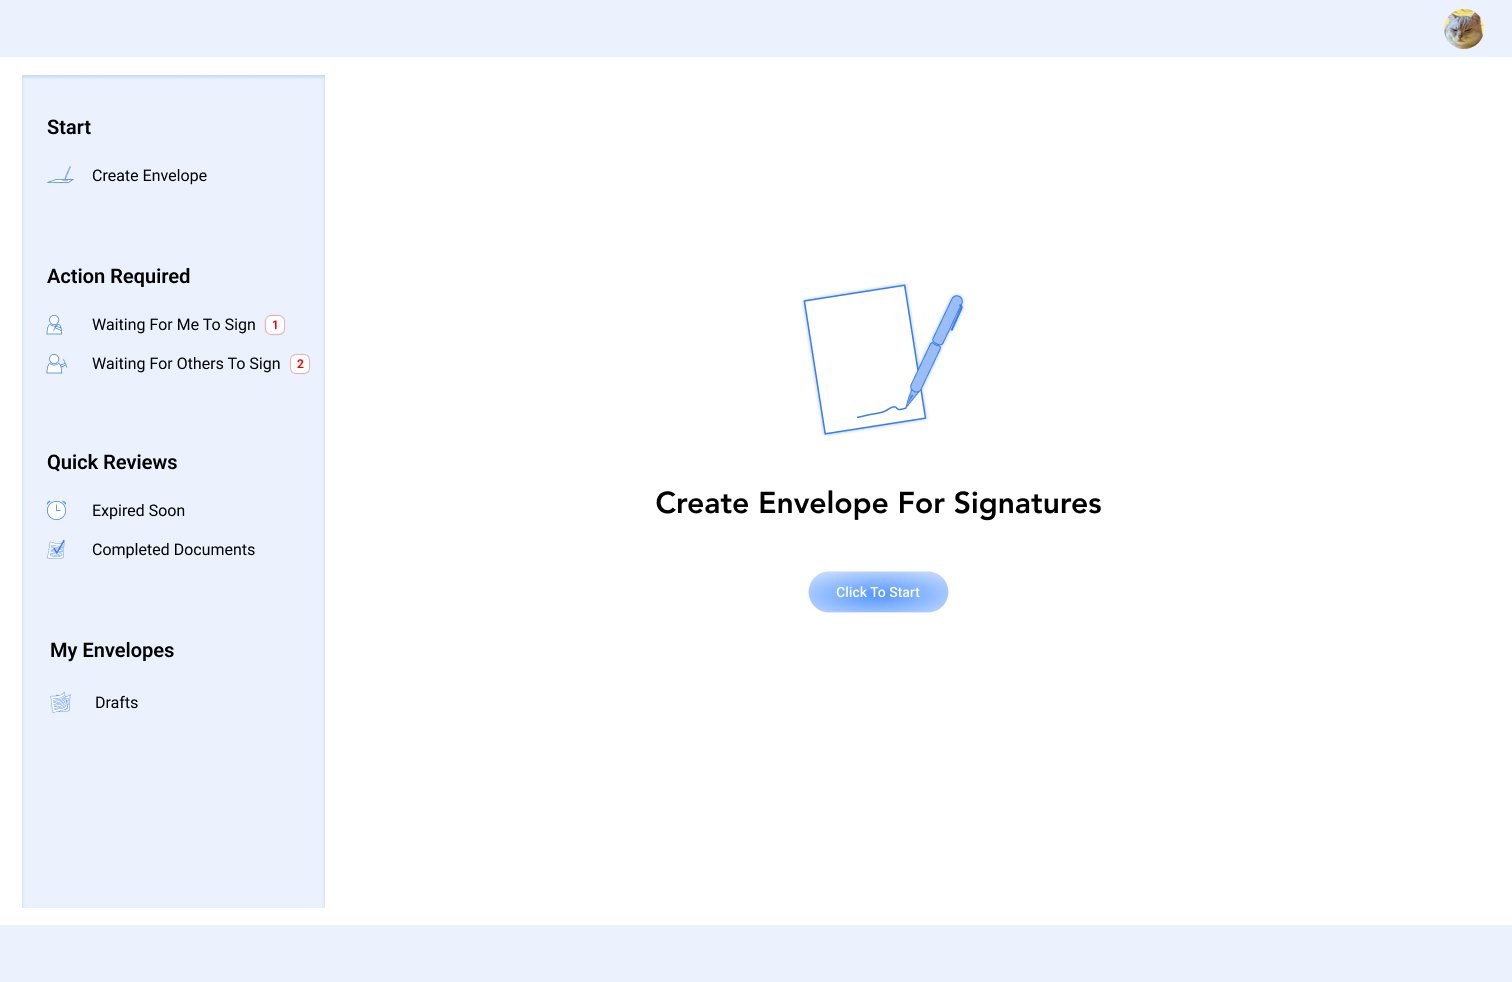 Start
Create Envelope
Action Required
Waiting For Me To Sign 1
Waiting For Others To Sign 2
Quick Reviews
Expired Soon
Completed Documents
My Envelopes
Drafts
Create Envelope For Signatures
Click To Start